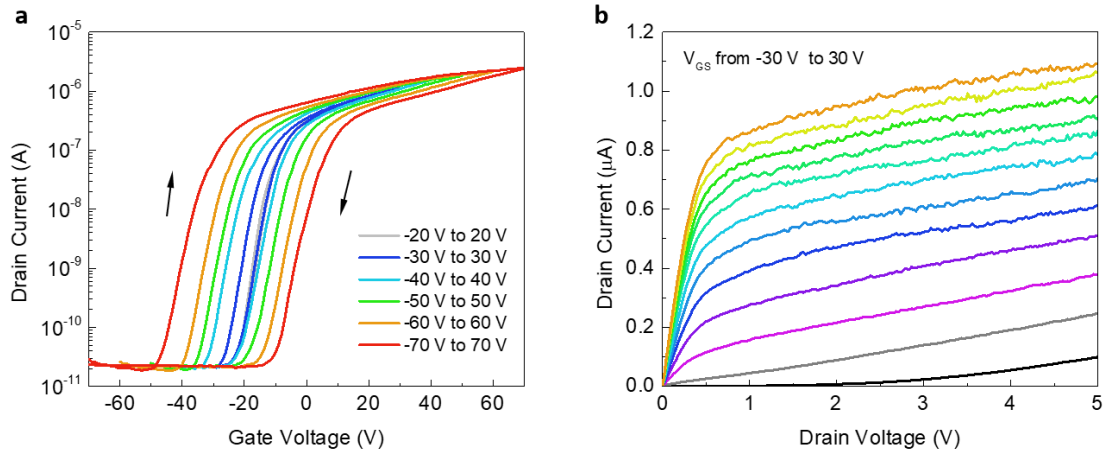 a
10⁻⁵
10⁻⁶
10⁻⁷
10⁻⁸
10⁻⁹
10⁻¹⁰
10⁻¹¹
Drain Current (A)
-20 V to 20 V
-30 V to 30 V
-40 V to 40 V
-50 V to 50 V
-60 V to 60 V
-70 V to 70 V
-60 -40 -20 0 20 40 60
Gate Voltage (V)
b
V_GS from -30 V to 30 V
1.2
1.0
0.8
0.6
0.4
0.2
0.0
Drain Current (μA)
0 1 2 3 4 5
Drain Voltage (V)